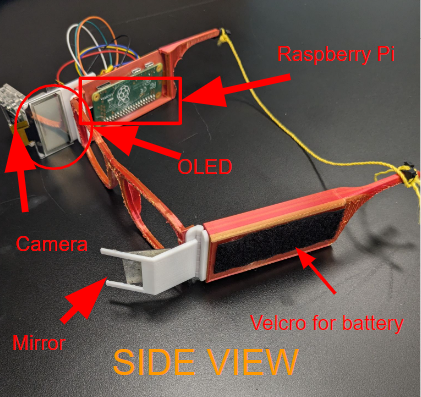 Raspberry Pi
OLED
Camera
Velcro for battery
Mirror
SIDE VIEW